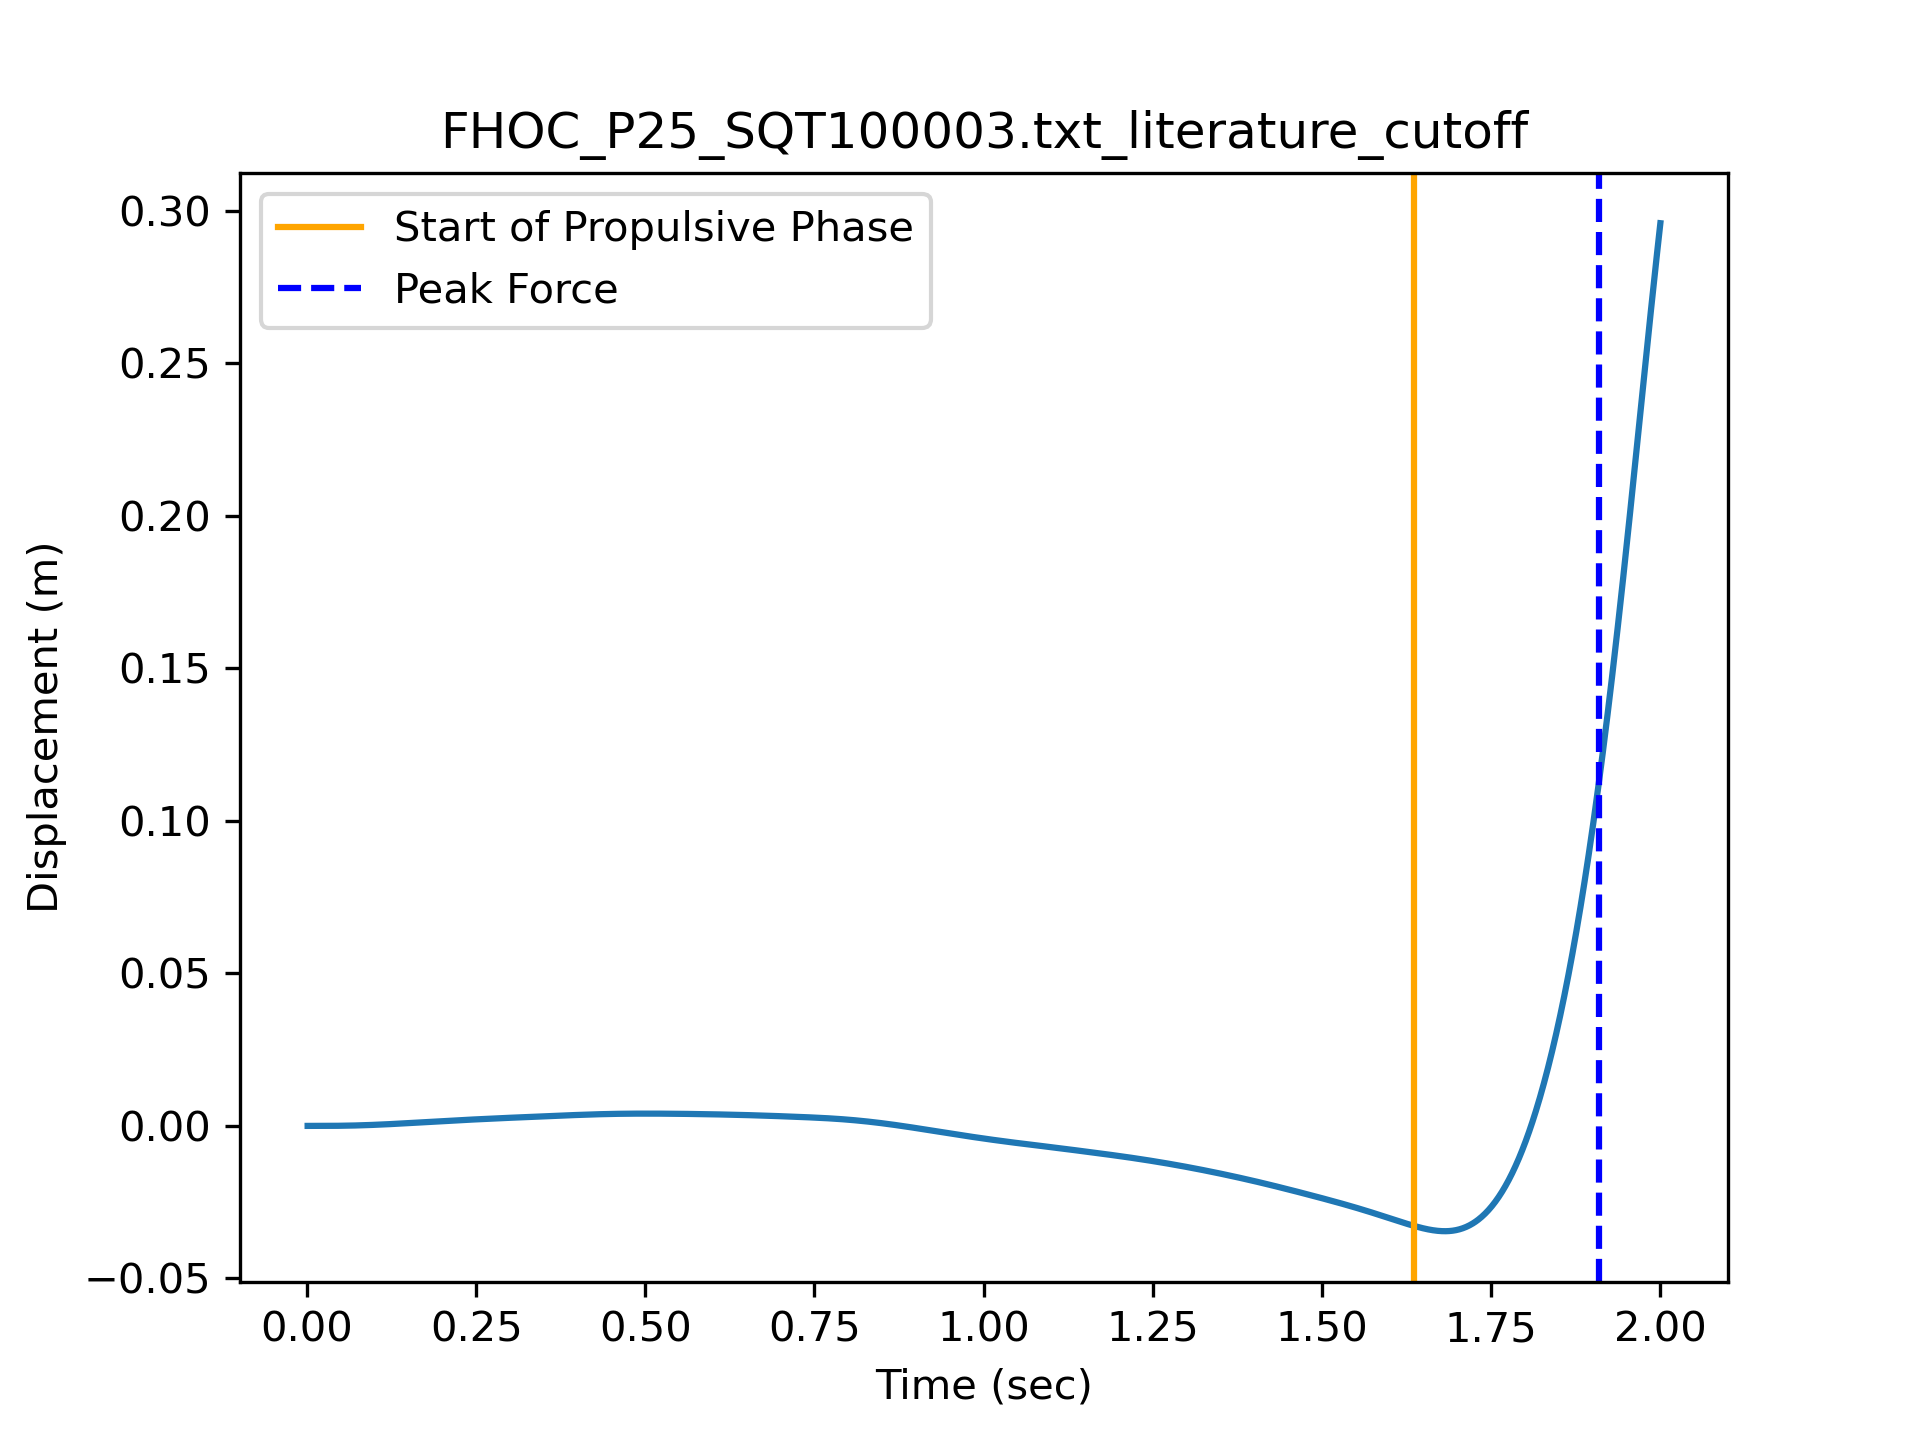 FHOC_P25_SQT100003.txt_literature_cutoff
Start of Propulsive Phase
Peak Force
0.30
0.25
0.20
0.15
0.10
0.05
0.00
−0.05
Displacement (m)
0.00 0.25 0.50 0.75 1.00 1.25 1.50 1.75 2.00
Time (sec)